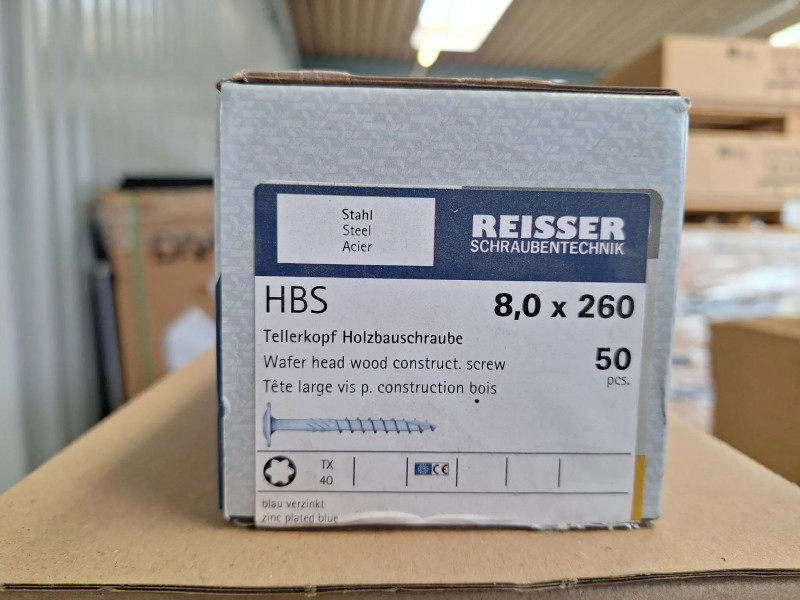 Stahl
Steel
Acier
REISSER
SCHRAUBENTECHNIK
HBS
8,0 x 260
Tellerkopf Holzbauschraube
Wafer head wood construct. screw
Tête large vis p. construction bois
50
pcs.
TX
40
CE
blau verzinkt
zinc plated blue